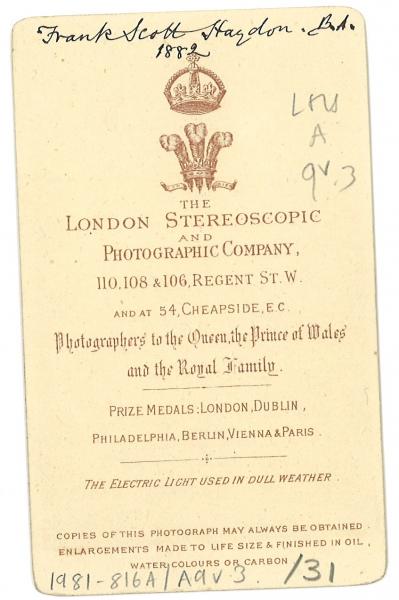 Frank Scott Haydon. B.A.
1882
A
9v.3
THE
LONDON STEREOSCOPIC
AND
PHOTOGRAPHIC COMPANY,
110,108 & 106, REGENT ST. W.
AND AT 54, CHEAPSIDE, E.C.
Photographers to the Queen, the Prince of Wales
and the Royal Family.
PRIZE MEDALS: LONDON, DUBLIN,
PHILADELPHIA, BERLIN, VIENNA & PARIS.
THE ELECTRIC LIGHT USED IN DULL WEATHER.
COPIES OF THIS PHOTOGRAPH MAY ALWAYS BE OBTAINED.
ENLARGEMENTS MADE TO LIFE SIZE & FINISHED IN OIL,
WATER COLOURS OR CARBON
1981-816A/A9v3. /31